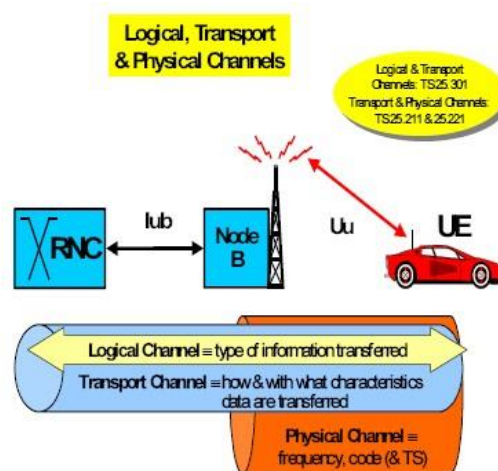 Logical, Transport
& Physical Channels
Logical & Transport
Channels: TS25.301
Transport & Physical Channels:
TS25.211 & 25.221
RNC
Iub
Node
B
Uu
UE
Logical Channel ≡ type of information transferred
Transport Channel ≡ how & with what characteristics
data are transferred
Physical Channel ≡
frequency, code (& TS)